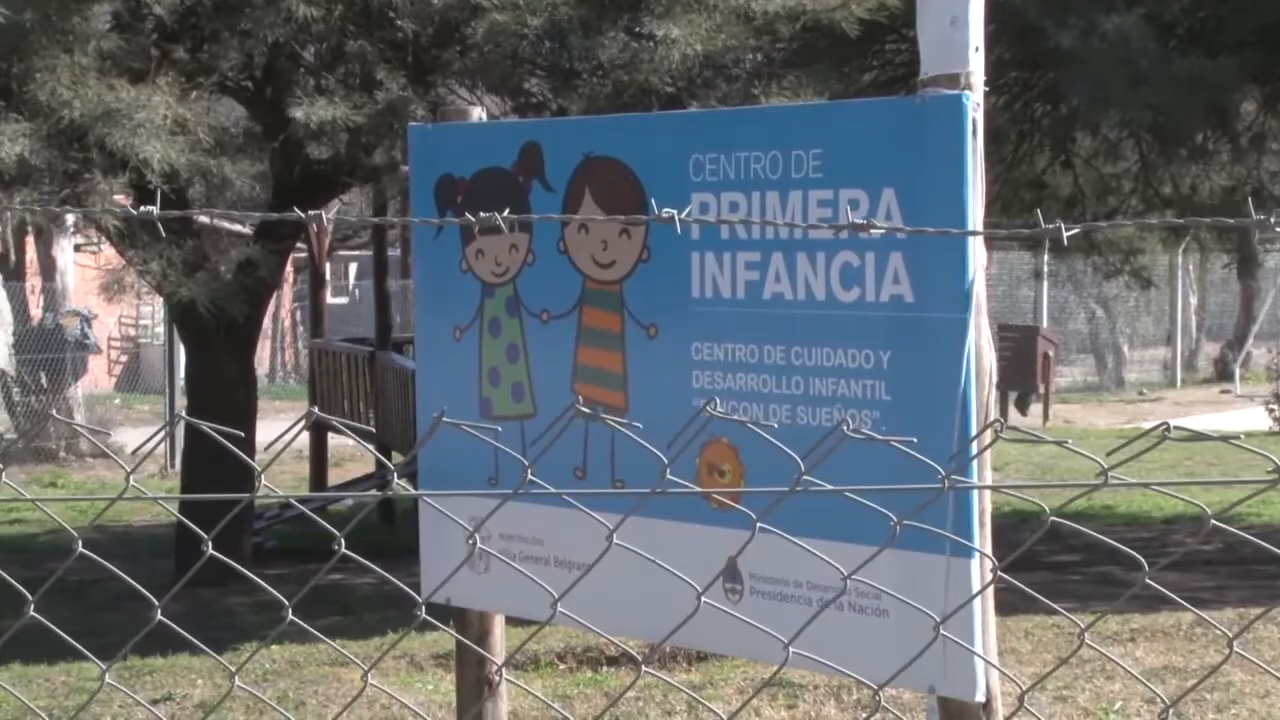 CENTRO DE
PRIMERA
INFANCIA
CENTRO DE CUIDADO Y
DESARROLLO INFANTIL
"RINCON DE SUEÑOS".
Villa General Belgrano
Ministerio de Desarrollo Social
Presidencia de la Nación